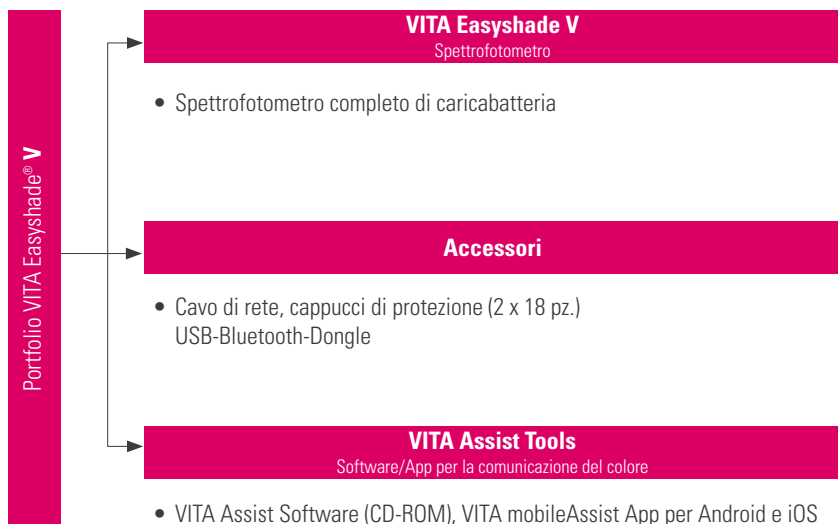 Portfolio VITA Easyshade® V
VITA Easyshade V
Spettrofotometro
• Spettrofotometro completo di caricabatteria
Accessori
• Cavo di rete, cappucci di protezione (2 x 18 pz.)
USB-Bluetooth-Dongle
VITA Assist Tools
Software/App per la comunicazione del colore
• VITA Assist Software (CD-ROM), VITA mobileAssist App per Android e iOS